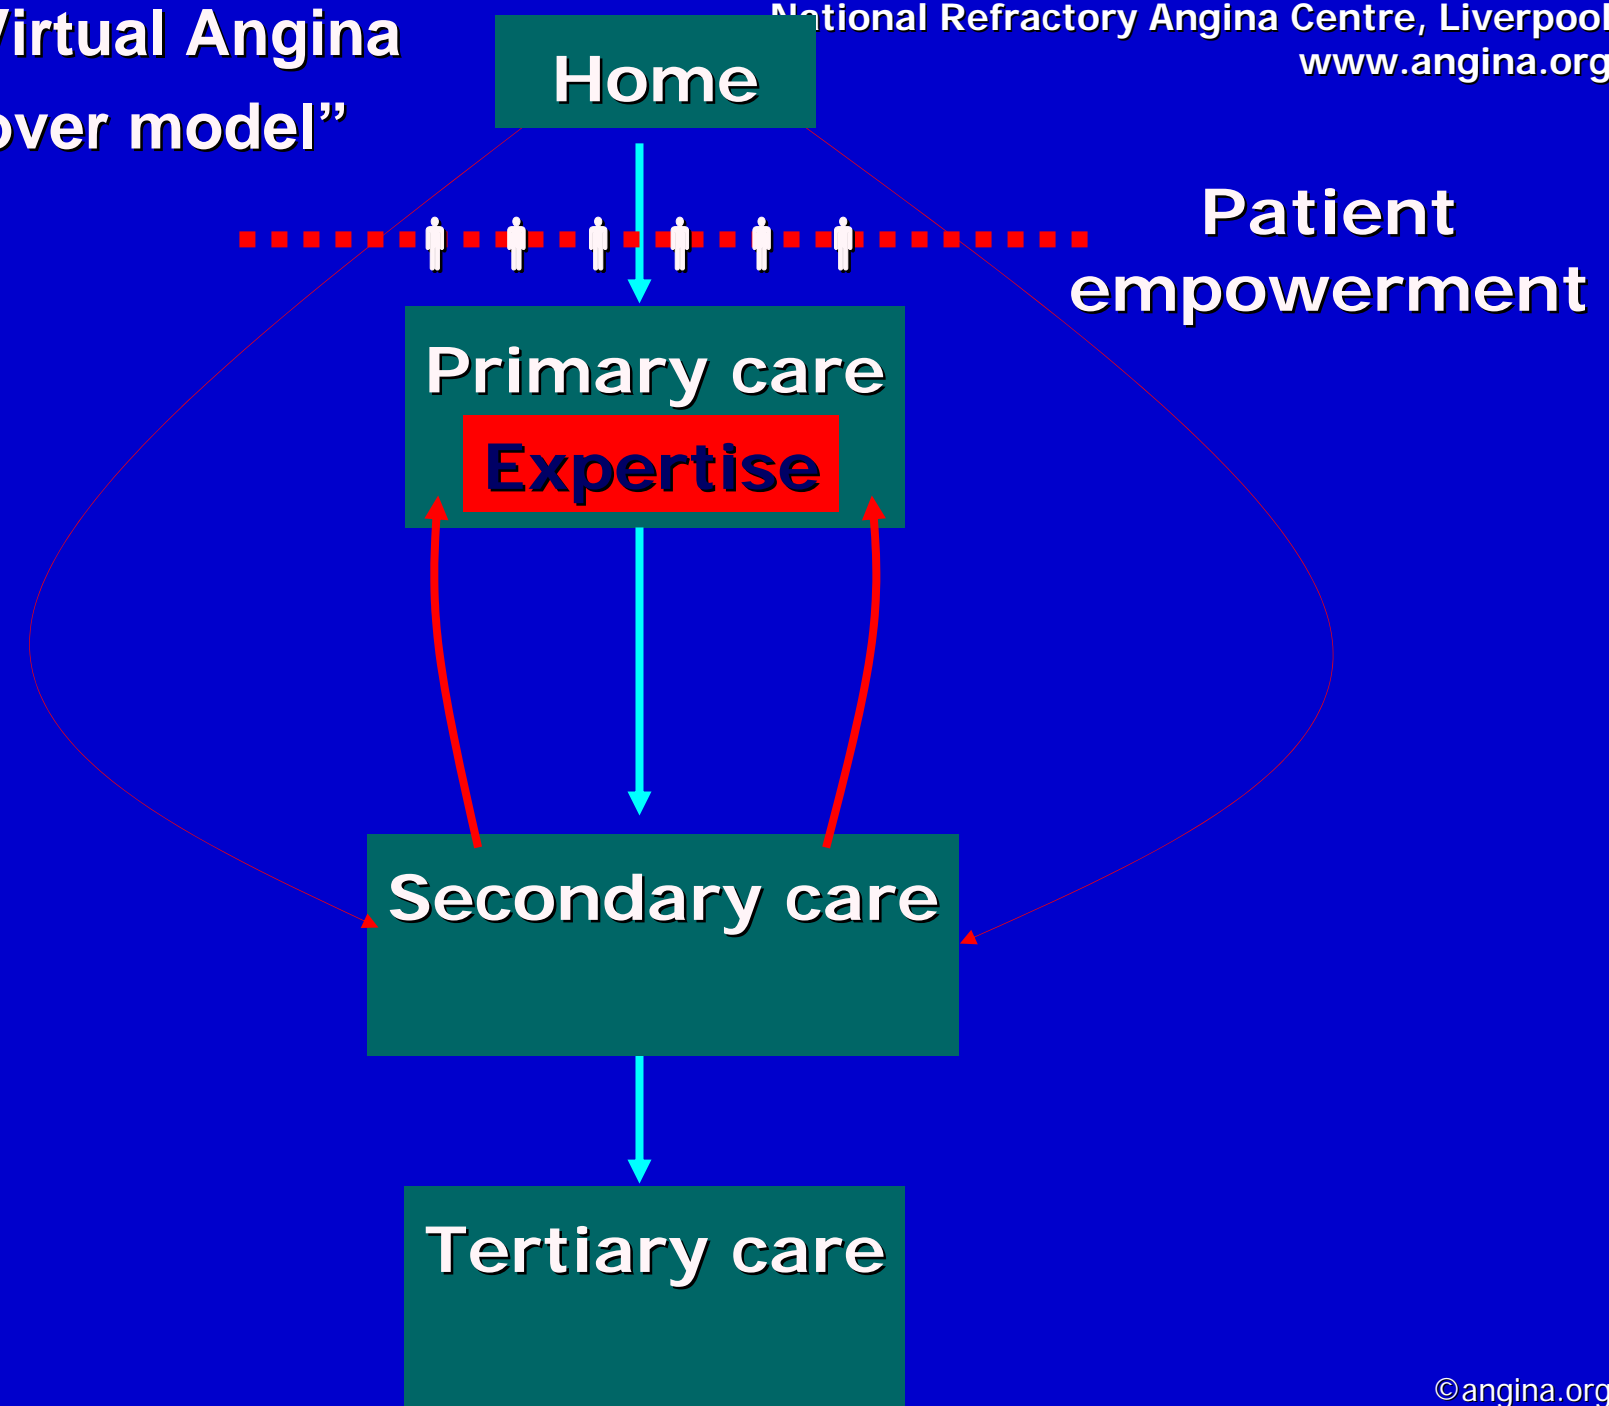 Virtual Angina
over model”
National Refractory Angina Centre, Liverpool
www.angina.org
Home
Patient
empowerment
Primary care
Expertise
Secondary care
Tertiary care
©angina.org